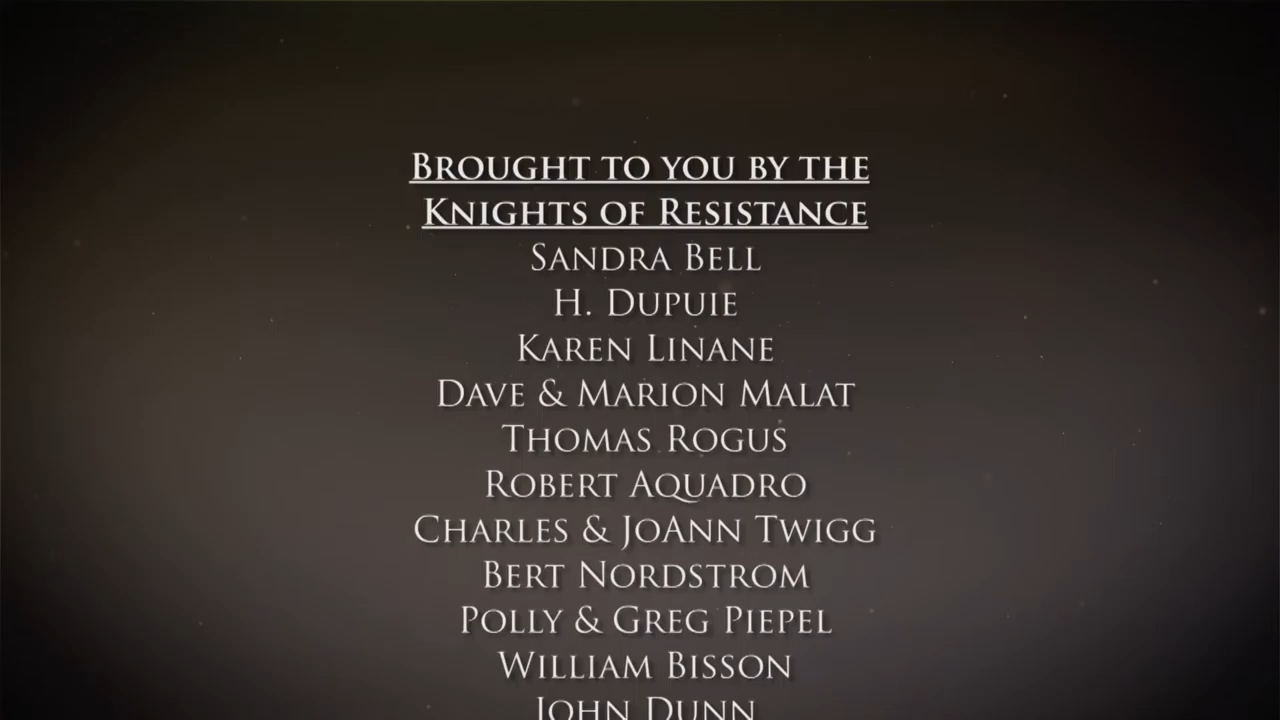 Brought to you by the
Knights of Resistance
Sandra Bell
H. Dupuie
Karen Linane
Dave & Marion Malat
Thomas Rogus
Robert Aquadro
Charles & JoAnn Twigg
Bert Nordstrom
Polly & Greg Piepel
William Bisson
John Dunn